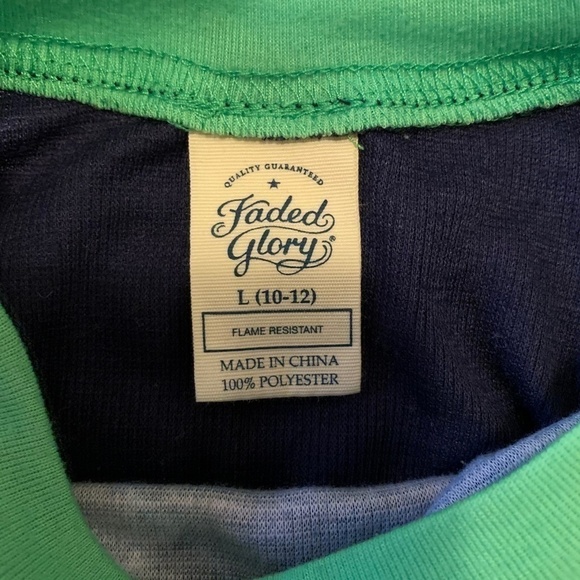 QUALITY GUARANTEED
Faded
Glory®
L (10-12)
FLAME RESISTANT
MADE IN CHINA
100% POLYESTER